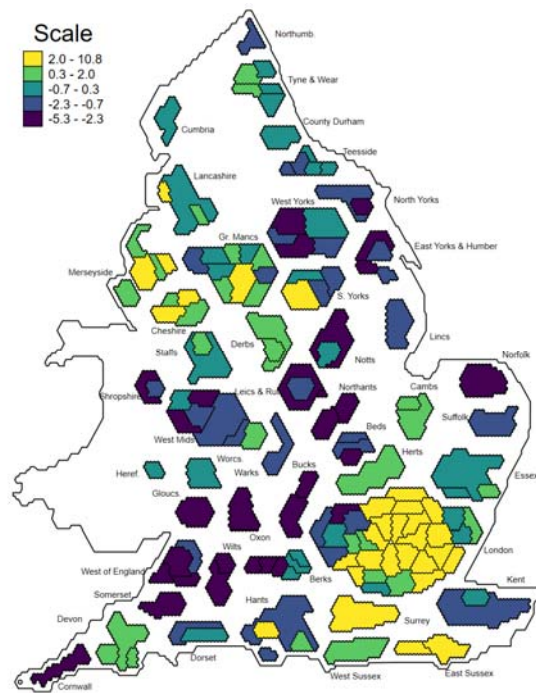 Scale
2.0 - 10.8
0.3 - 2.0
-0.7 - 0.3
-2.3 - -0.7
-5.3 - -2.3
Northumb.
Tyne & Wear
County Durham
Cumbria
Teesside
Lancashire
West Yorks
North Yorks
Gr. Mancs
East Yorks & Humber
Merseyside
S. Yorks
Cheshire
Lincs
Staffs
Derbs
Notts
Norfolk
Shropshire
Leics & Rut
Northants
Cambs
Suffolk
West Mids
Beds
Worcs.
Herts
Heref.
Warks
Bucks
Essex
Gloucs.
Oxon
London
Wilts
West of England
Berks
Kent
Somerset
Hants
Devon
Surrey
Dorset
West Sussex
East Sussex
Cornwall